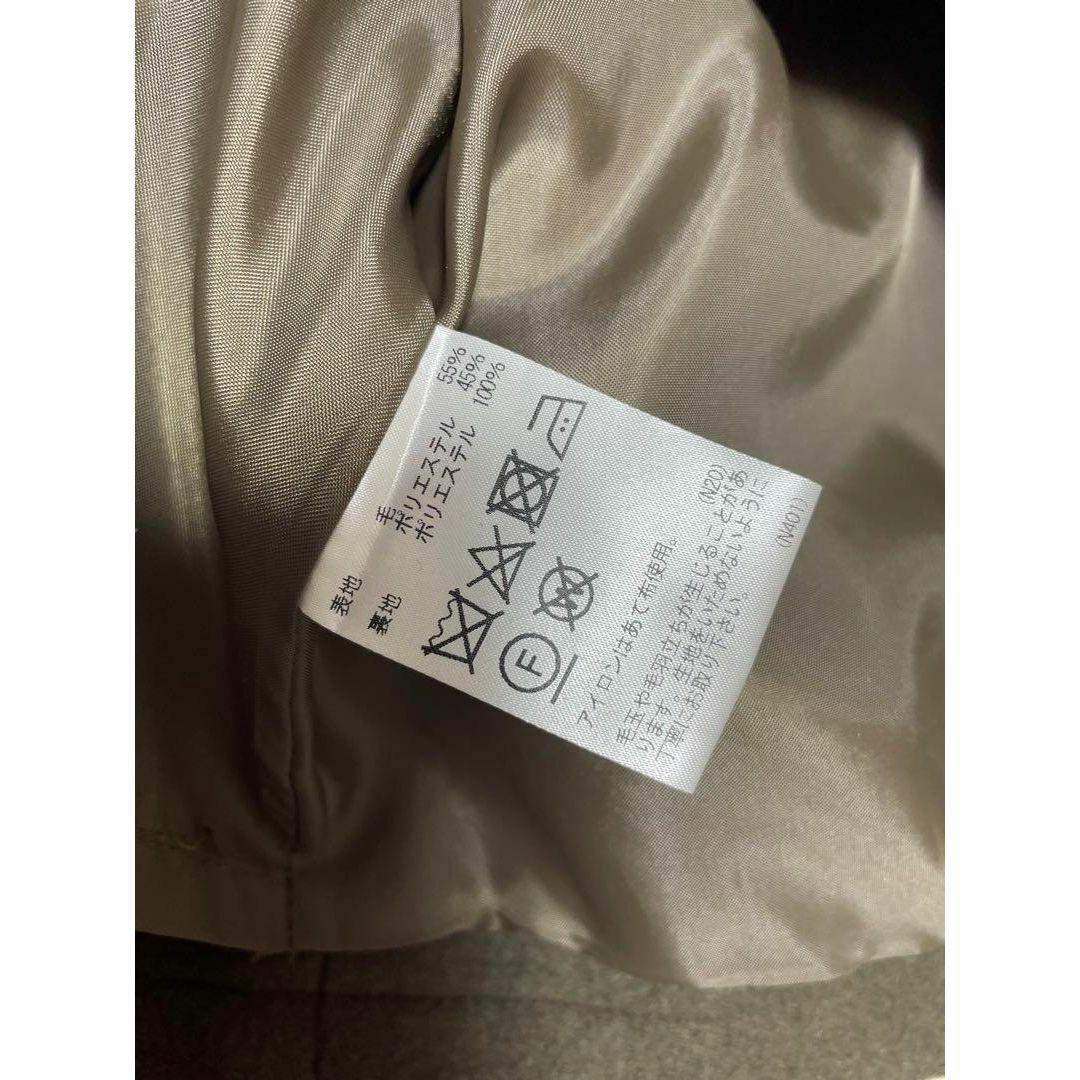 表地 毛 55%
ポリエステル 45%
裏地 ポリエステル 100%
F
W
アイロンはあて布使用。
(N20)
毛玉や毛羽立ちが生じることがあ
ります。生地をいためないように
丁寧にお取り下さい
(N401)